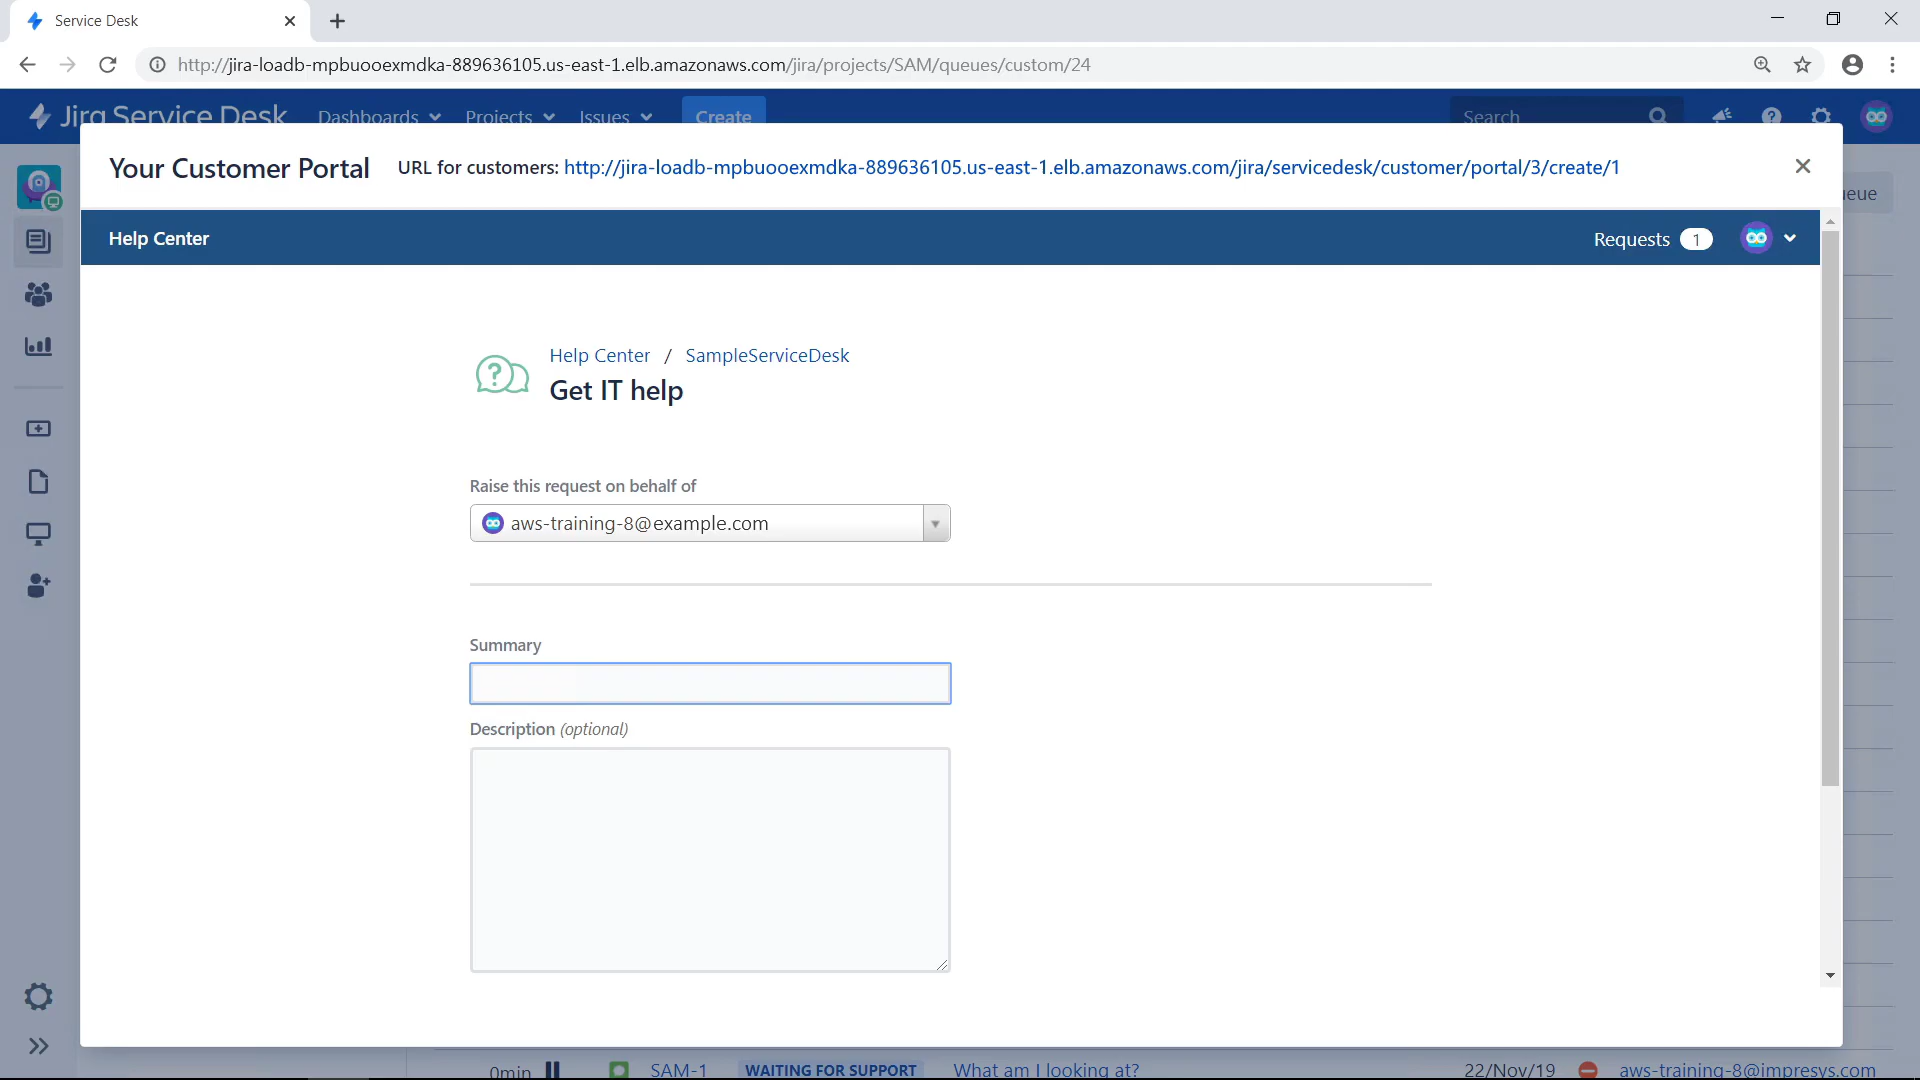 Service Desk
http://jira-loadb-mpbuooexmdka-889636105.us-east-1.elb.amazonaws.com/jira/projects/SAM/queues/custom/24
Jira Service Desk Dashboards Projects Issues Create Search
Your Customer Portal URL for customers: http://jira-loadb-mpbuooexmdka-889636105.us-east-1.elb.amazonaws.com/jira/servicedesk/customer/portal/3/create/1
Help Center Requests 1
Help Center / SampleServiceDesk
Get IT help
Raise this request on behalf of
aws-training-8@example.com
Summary
Description (optional)
0min SAM-1 WAITING FOR SUPPORT What am I looking at? 22/Nov/19 aws-training-8@impresys.com